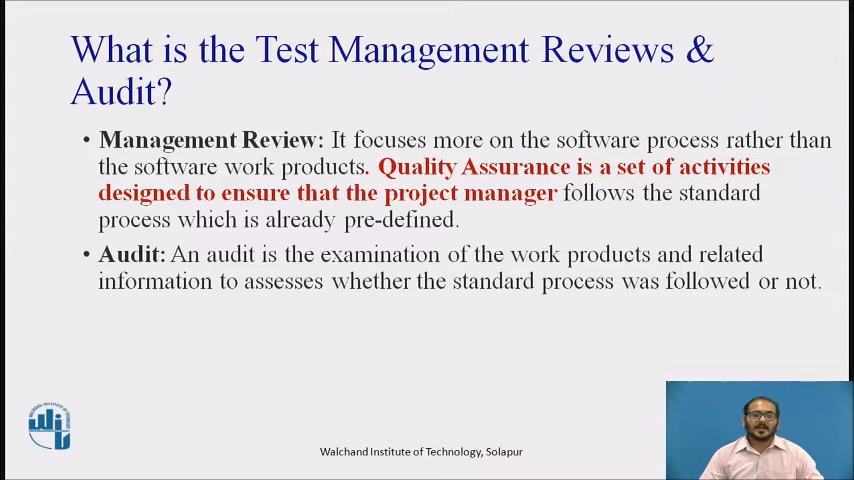 What is the Test Management Reviews &
Audit?
• Management Review: It focuses more on the software process rather than
the software work products. Quality Assurance is a set of activities
designed to ensure that the project manager follows the standard
process which is already pre-defined.
• Audit: An audit is the examination of the work products and related
information to assesses whether the standard process was followed or not.
Walchand Institute of Technology, Solapur